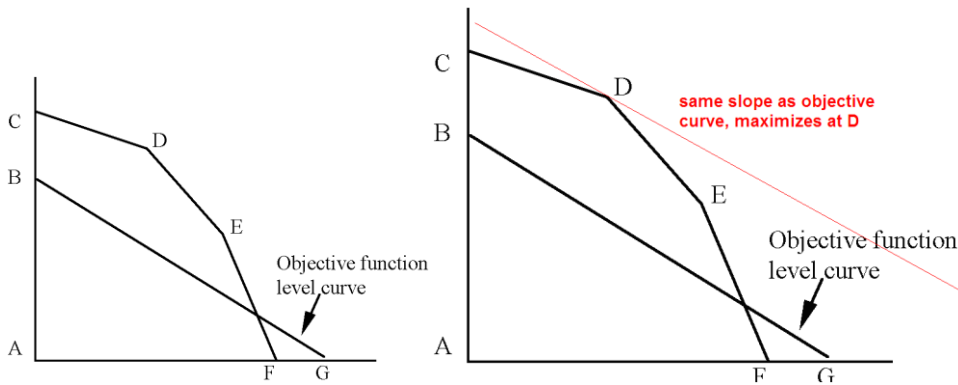 C
D
B
E
Objective function
level curve
A
F
G
C
D
same slope as objective
curve, maximizes at D
B
E
Objective function
level curve
A
F
G